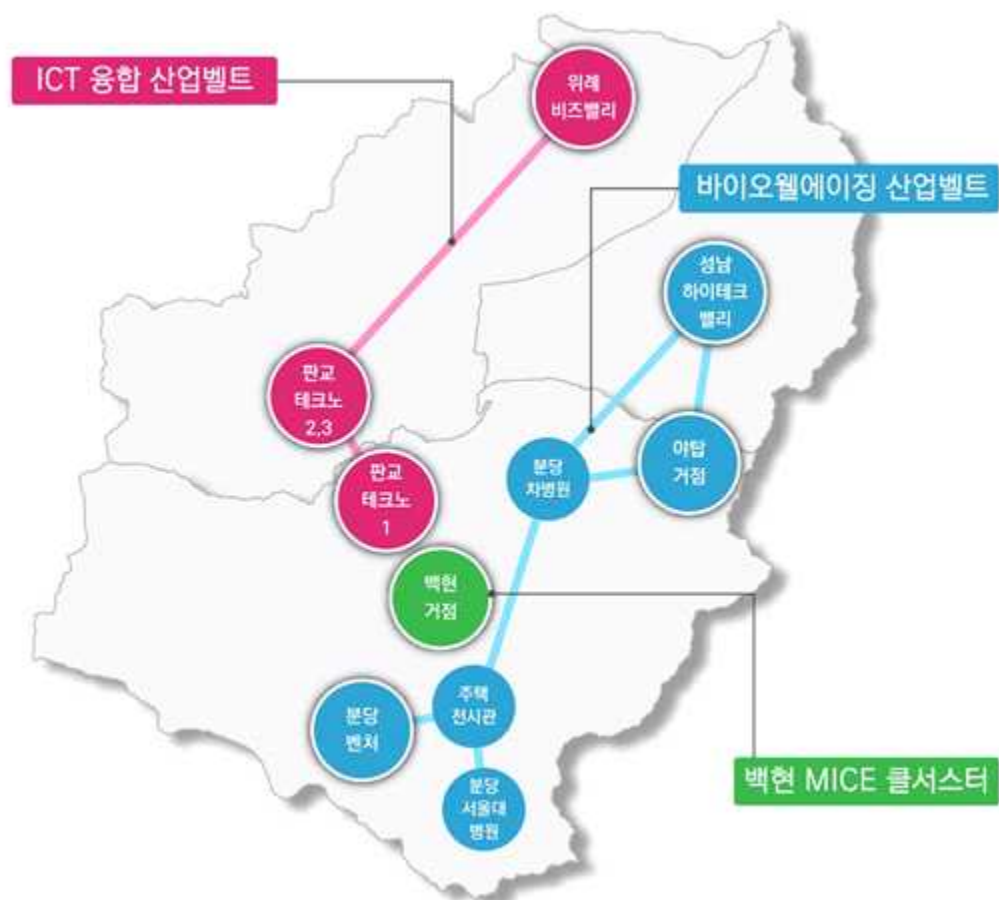 ICT 융합 산업벨트
위례
비즈밸리
바이오웰에이징 산업벨트
성남
하이테크
밸리
판교
테크노
2,3
야탑
거점
분당
차병원
판교
테크노
1
백현
거점
주택
전시관
분당
벤처
백현 MICE 클서스터
분당
서울대
병원